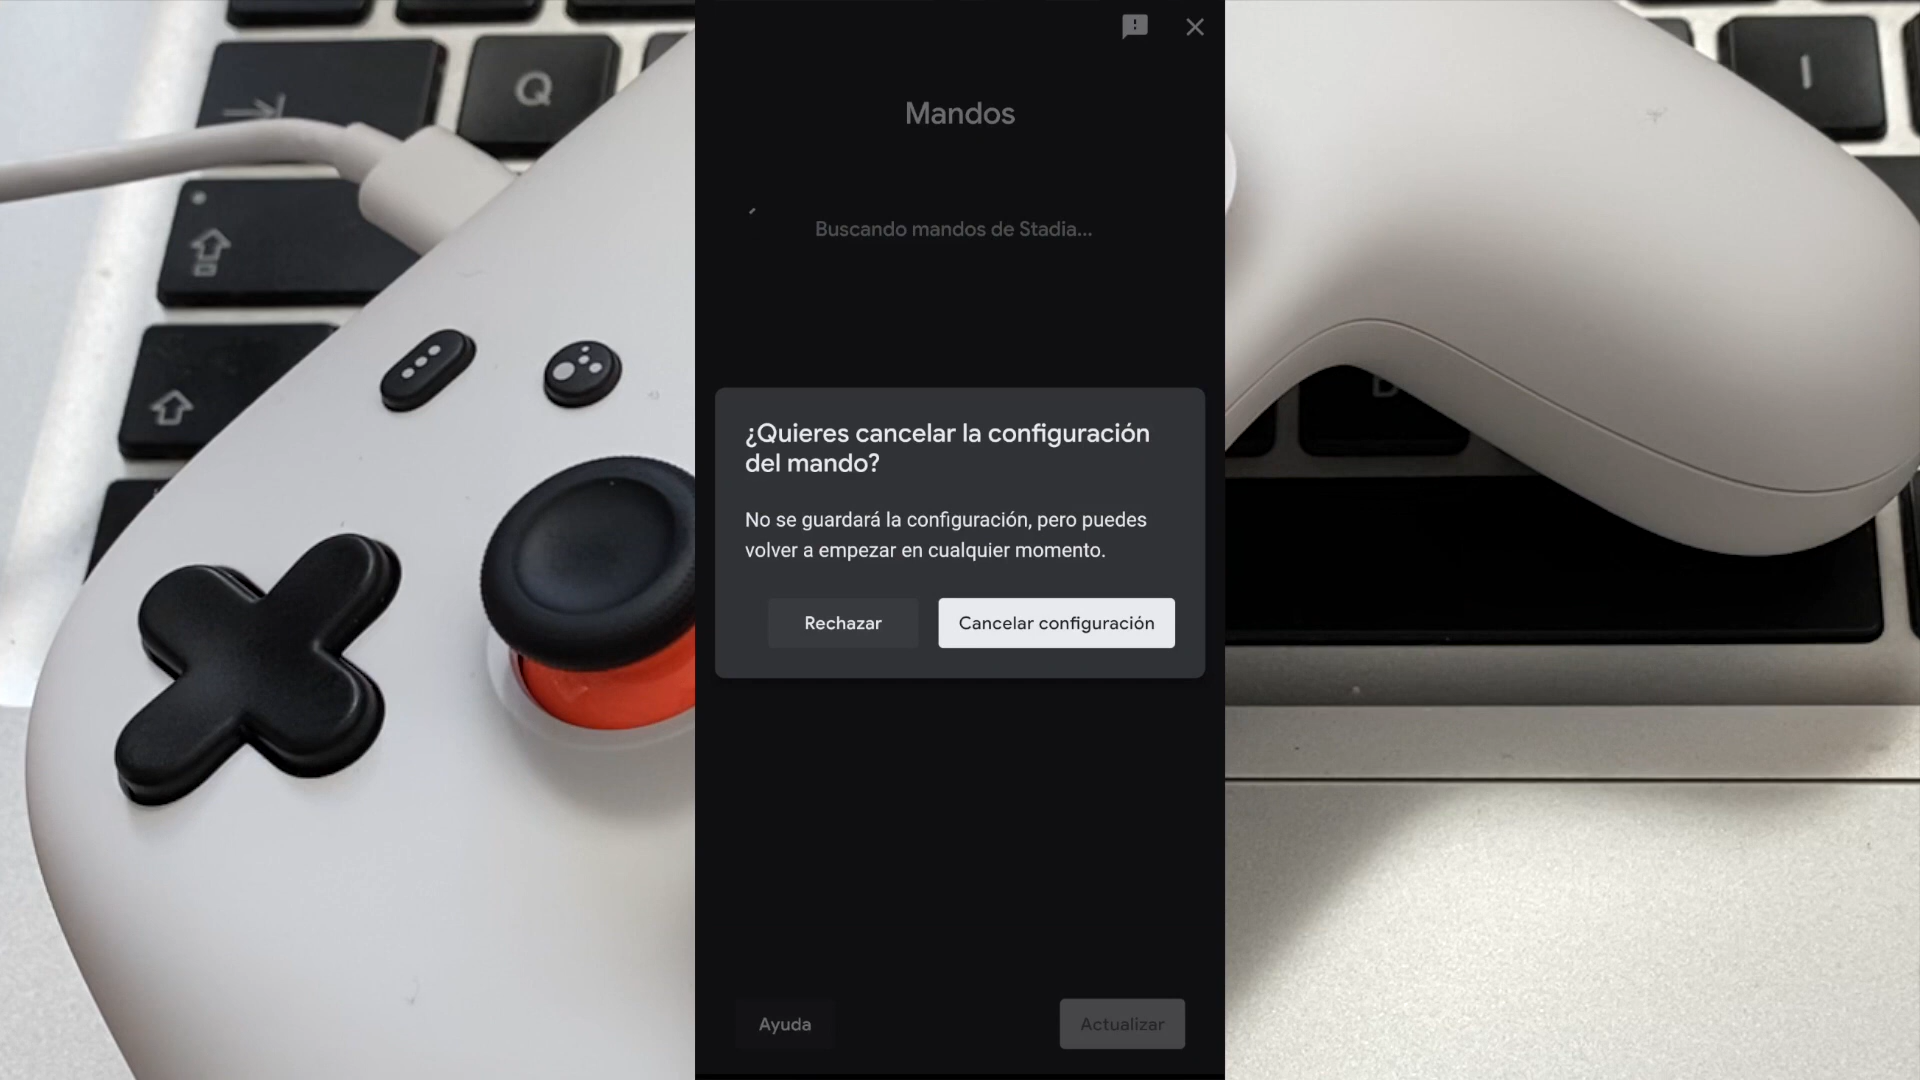 Q
Mandos
Buscando mandos de Stadia...
¿Quieres cancelar la configuración
del mando?
No se guardará la configuración, pero puedes
volver a empezar en cualquier momento.
Rechazar
Cancelar configuración
Ayuda
Actualizar